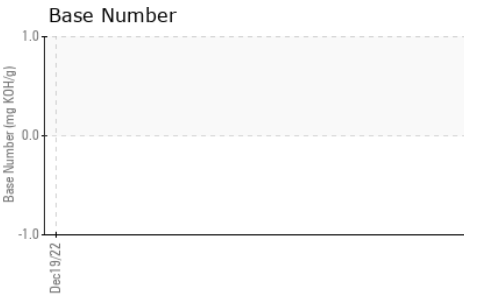 Base Number
Base Number (mg KOH/g)
1.0
0.0
-1.0
Dec19/22